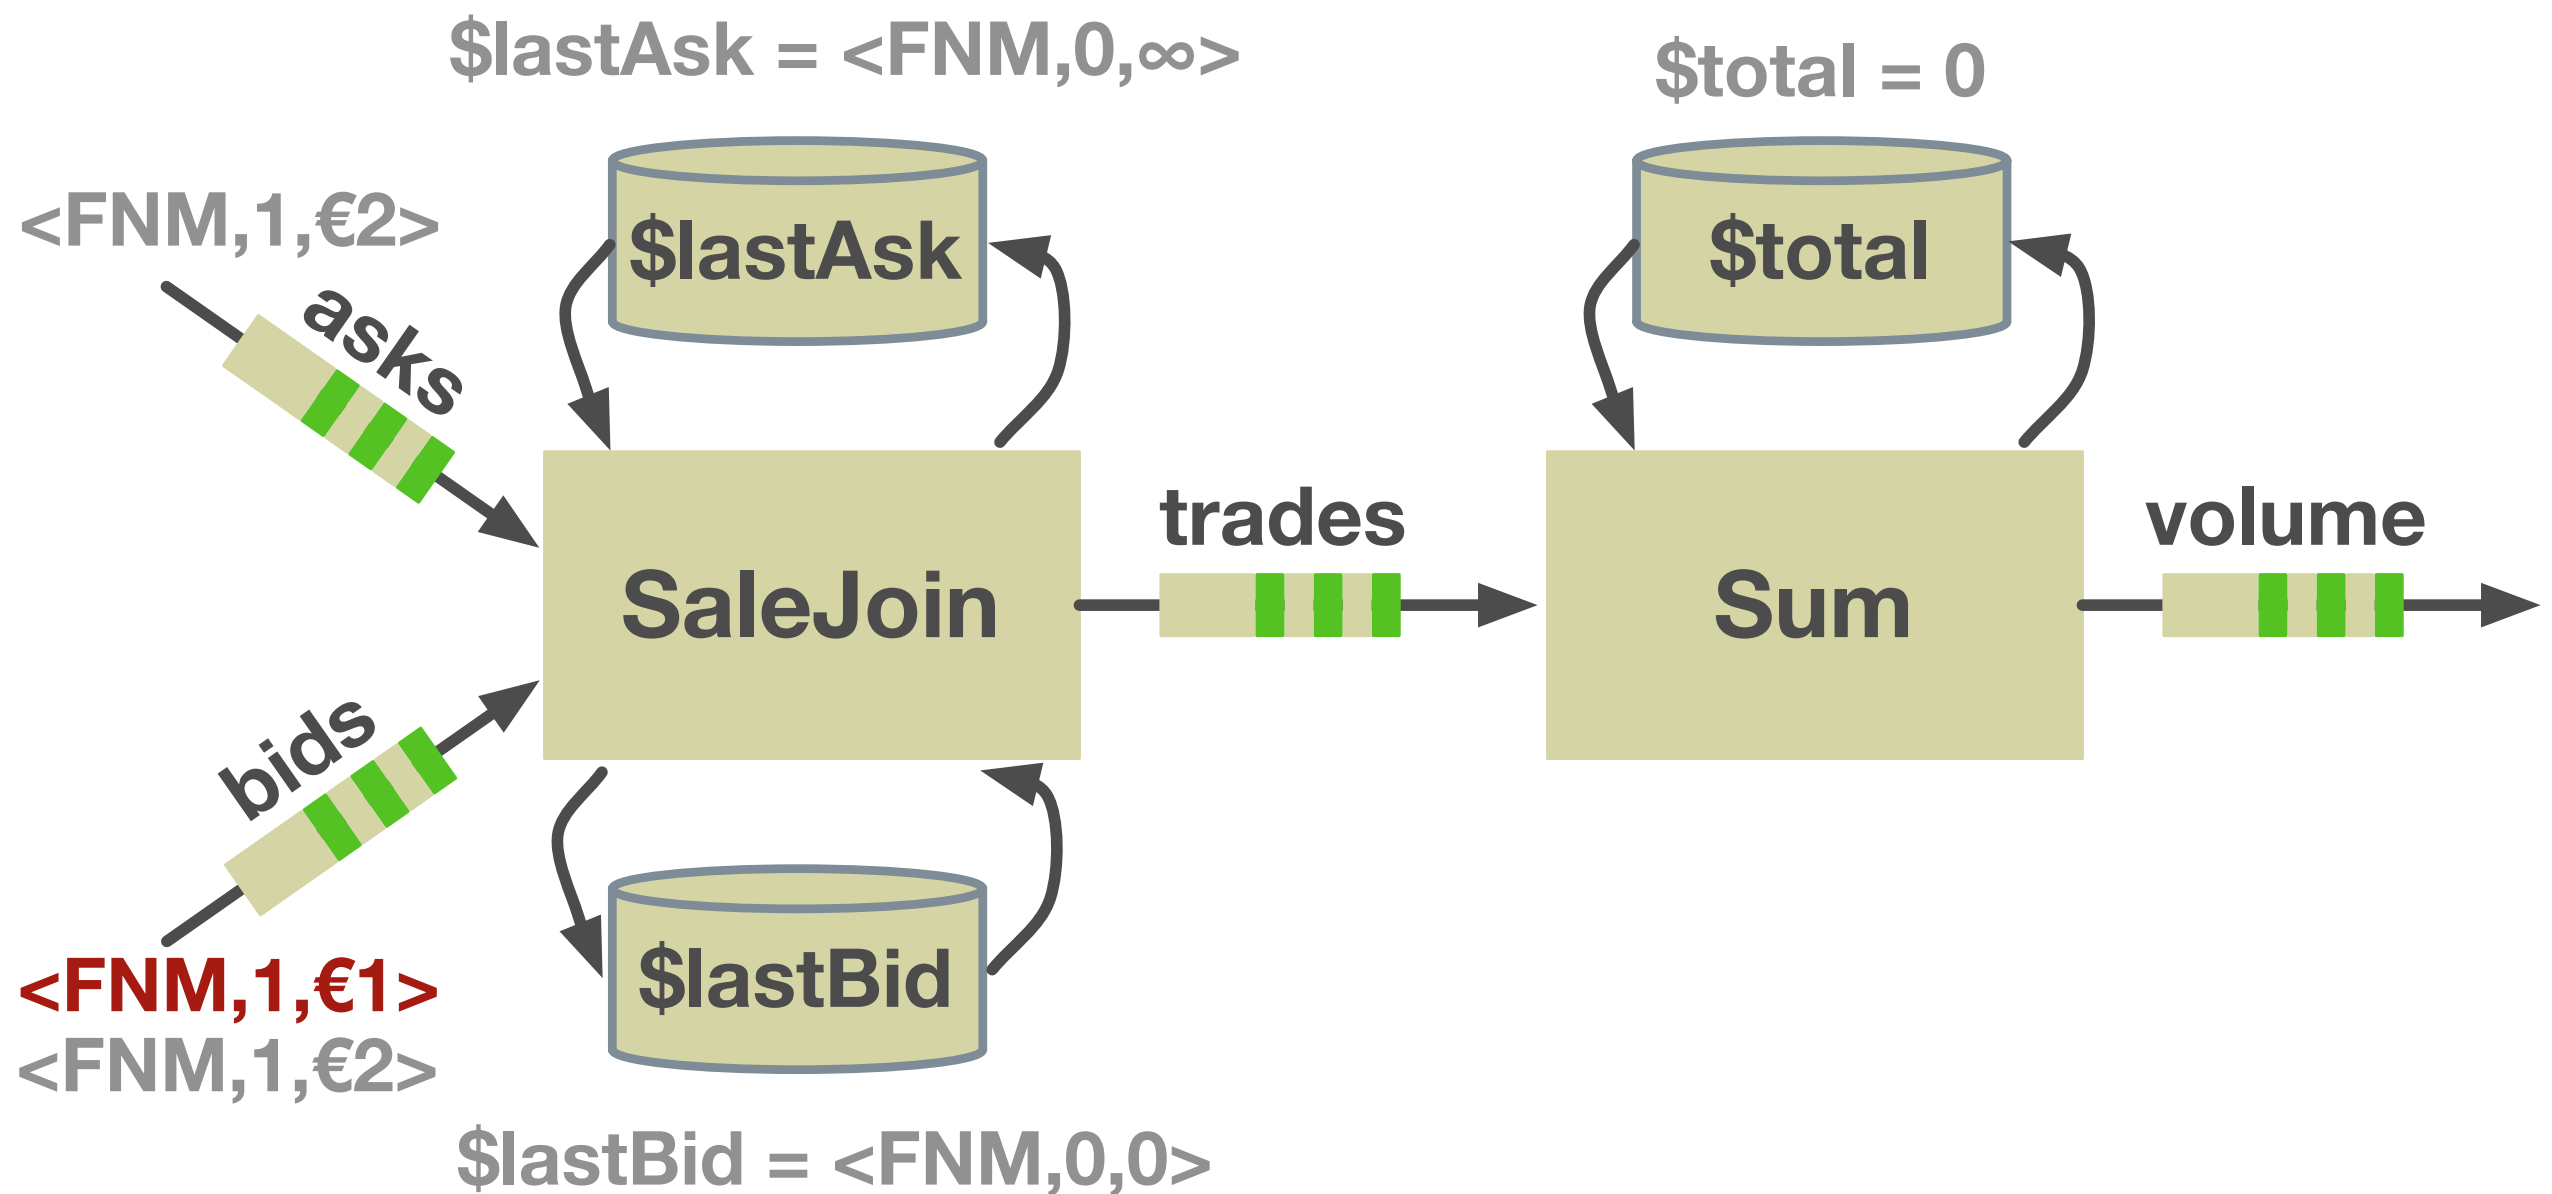 $lastAsk = <FNM,0,∞>
$total = 0
<FNM,1,€2>
$lastAsk
$total
asks
trades
volume
SaleJoin
Sum
bids
<FNM,1,€1>
<FNM,1,€2>
$lastBid
$lastBid = <FNM,0,0>